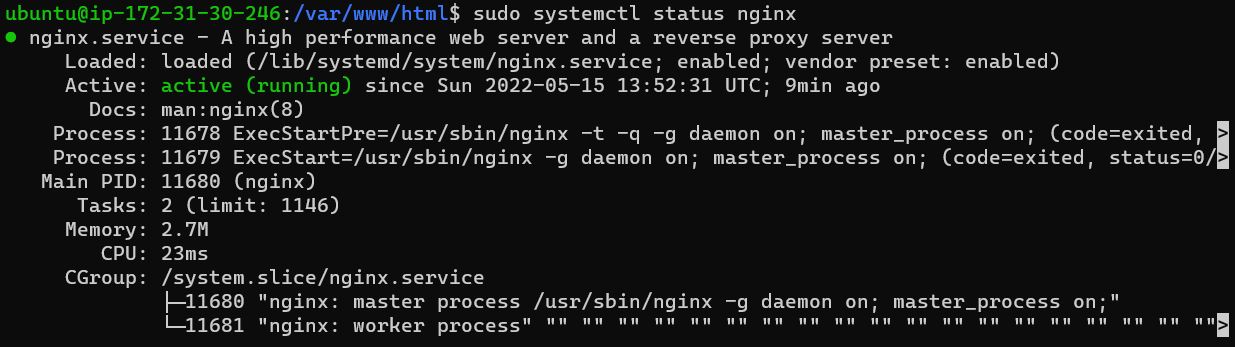 ubuntu@ip-172-31-30-246:/var/www/html$ sudo systemctl status nginx
● nginx.service - A high performance web server and a reverse proxy server
     Loaded: loaded (/lib/systemd/system/nginx.service; enabled; vendor preset: enabled)
     Active: active (running) since Sun 2022-05-15 13:52:31 UTC; 9min ago
       Docs: man:nginx(8)
    Process: 11678 ExecStartPre=/usr/sbin/nginx -t -q -g daemon on; master_process on; (code=exited, >
    Process: 11679 ExecStart=/usr/sbin/nginx -g daemon on; master_process on; (code=exited, status=0/>
   Main PID: 11680 (nginx)
      Tasks: 2 (limit: 1146)
     Memory: 2.7M
        CPU: 23ms
     CGroup: /system.slice/nginx.service
             ├─11680 "nginx: master process /usr/sbin/nginx -g daemon on; master_process on;"
             └─11681 "nginx: worker process" "" "" "" "" "" "" "" "" "" "" "" "" "" "" "" "" "" "" "">